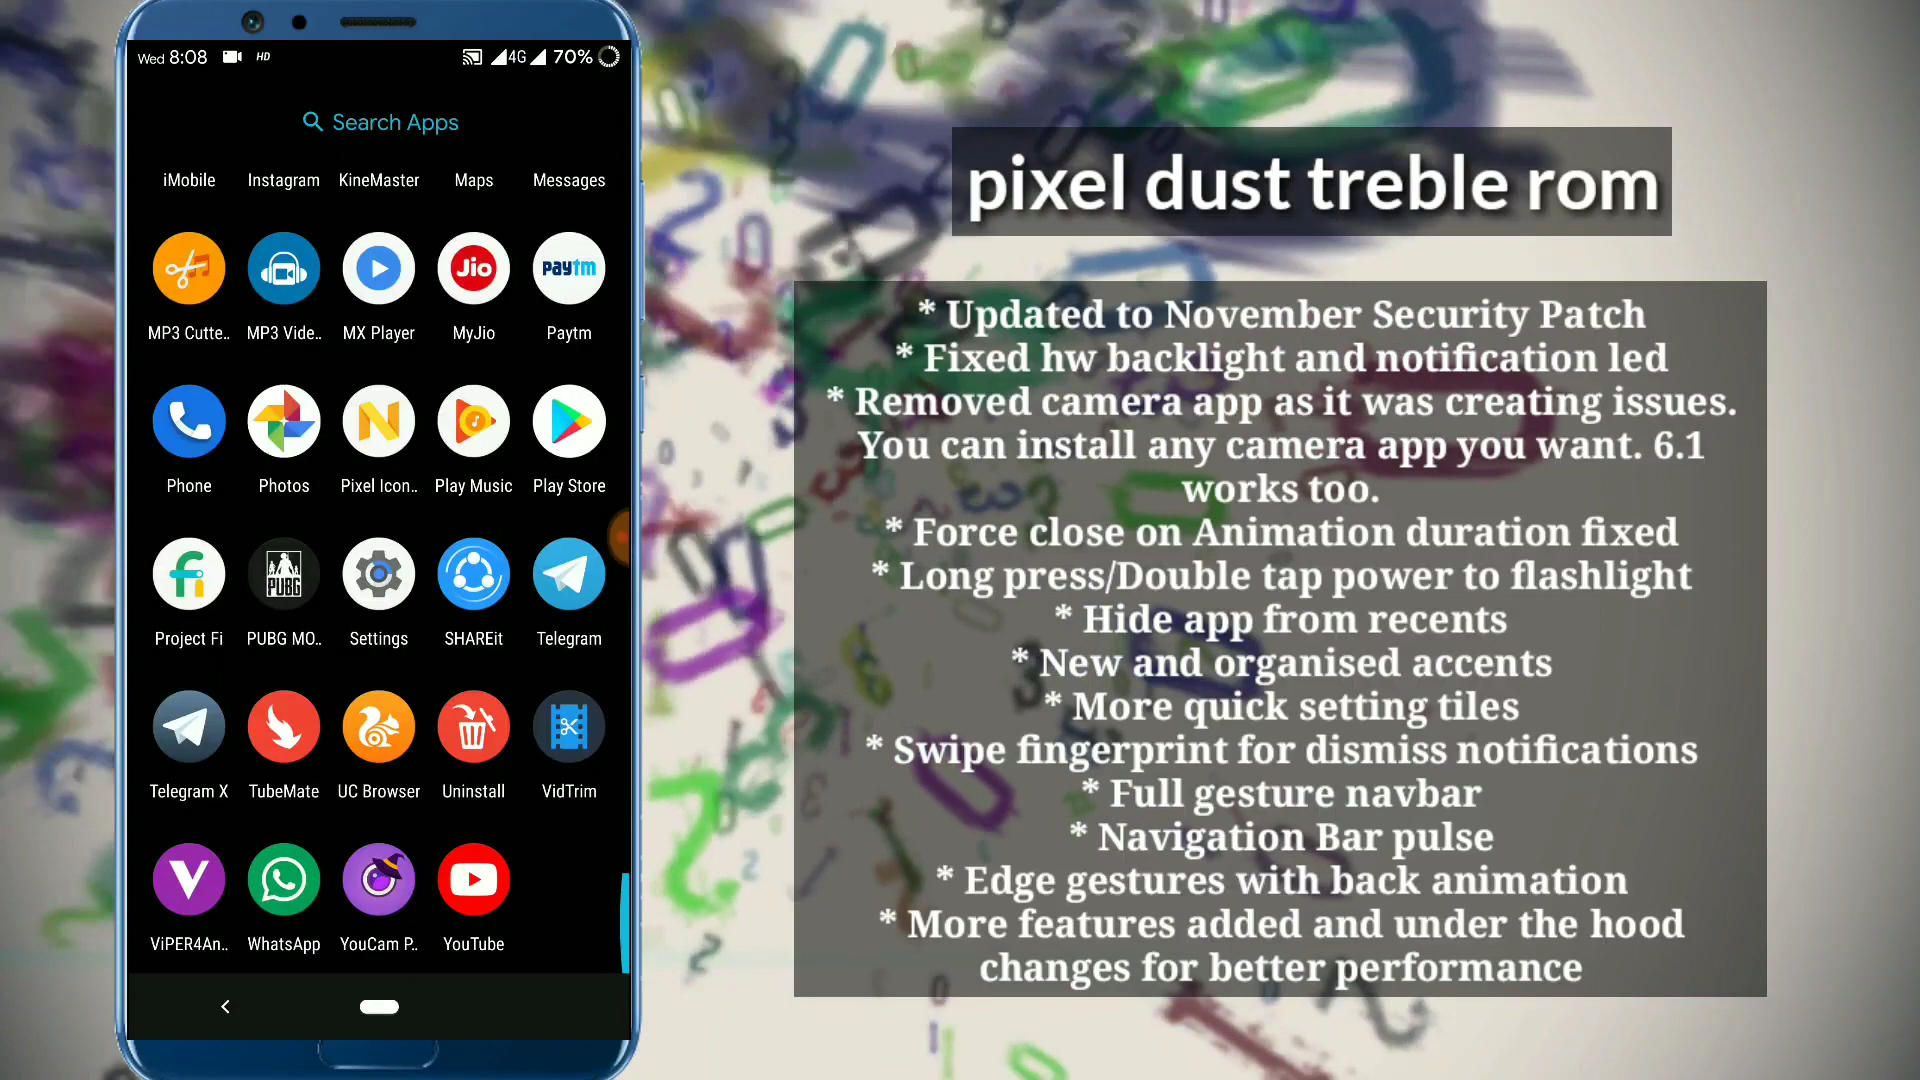 Wed 8:08 HD 4G 70%
Search Apps
iMobile Instagram KineMaster Maps Messages
Jio paytm
MP3 Cutte.. MP3 Vide.. MX Player MyJio Paytm
N
Phone Photos Pixel Icon.. Play Music Play Store
fi PUBG
Project Fi PUBG MO.. Settings SHAREit Telegram
Telegram X TubeMate UC Browser Uninstall VidTrim
V
ViPER4An.. WhatsApp YouCam P.. YouTube
pixel dust treble rom
* Updated to November Security Patch
* Fixed hw backlight and notification led
* Removed camera app as it was creating issues.
You can install any camera app you want. 6.1
works too.
* Force close on Animation duration fixed
* Long press/Double tap power to flashlight
* Hide app from recents
* New and organised accents
* More quick setting tiles
* Swipe fingerprint for dismiss notifications
* Full gesture navbar
* Navigation Bar pulse
* Edge gestures with back animation
* More features added and under the hood
changes for better performance